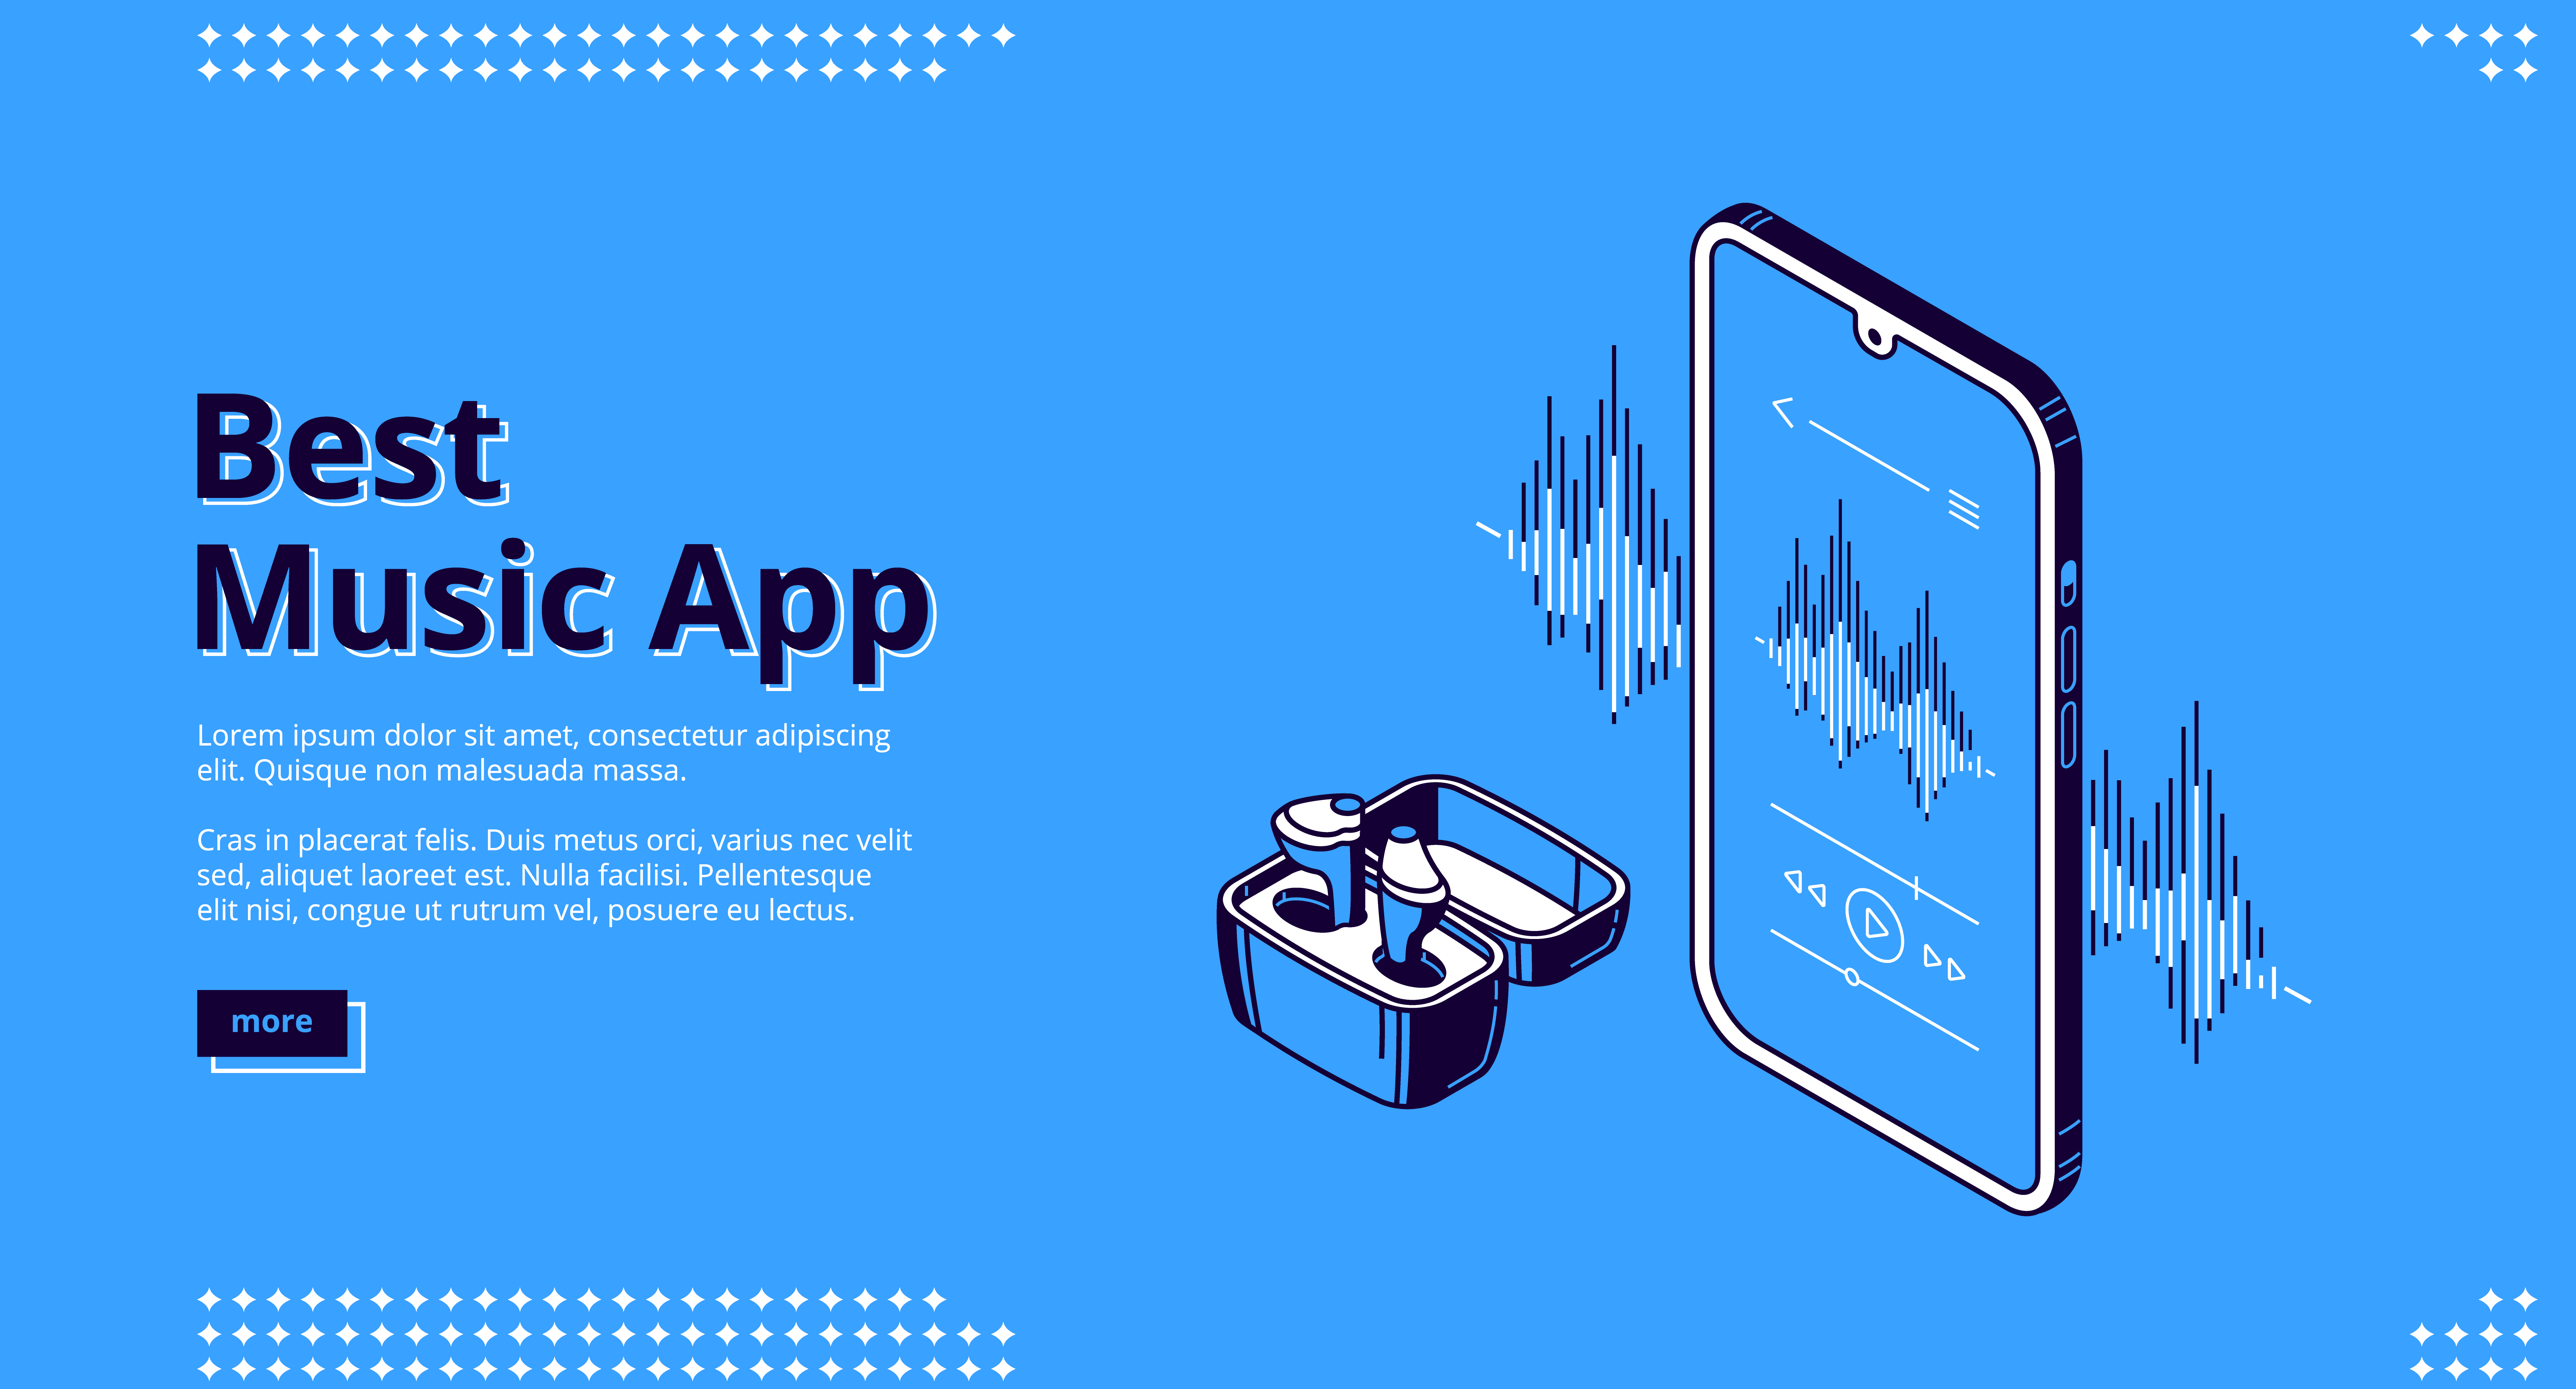 Best
Music App
Lorem ipsum dolor sit amet, consectetur adipiscing
elit. Quisque non malesuada massa.
Cras in placerat felis. Duis metus orci, varius nec velit
sed, aliquet laoreet est. Nulla facilisi. Pellentesque
elit nisi, congue ut rutrum vel, posuere eu lectus.
more